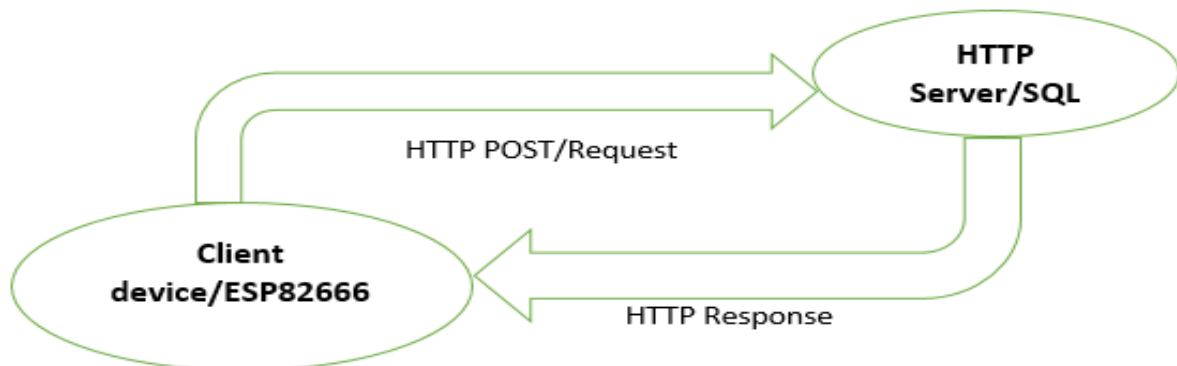 HTTP
Server/SQL
HTTP POST/Request
Client
device/ESP82666
HTTP Response